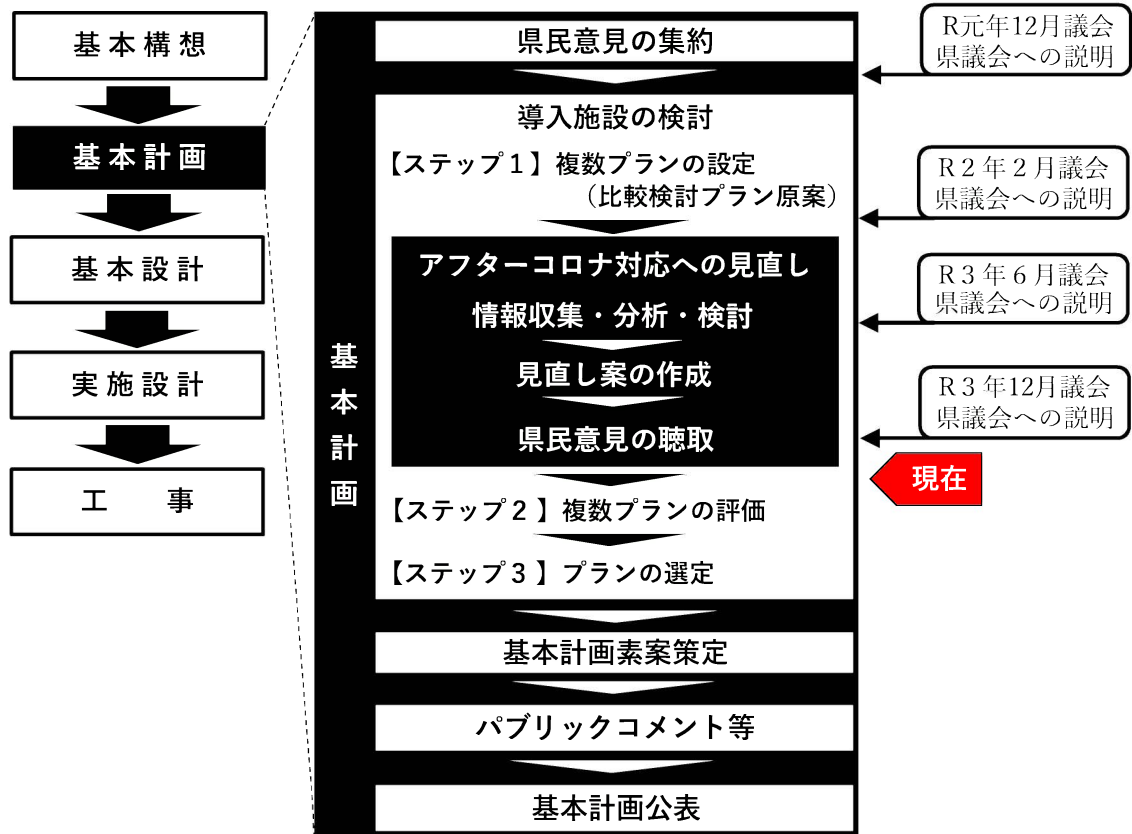 基本構想
基本計画
基本設計
実施設計
工　事
基本計画
県民意見の集約
導入施設の検討
【ステップ１】複数プランの設定
（比較検討プラン原案）
アフターコロナ対応への見直し
情報収集・分析・検討
見直し案の作成
県民意見の聴取
【ステップ２】複数プランの評価
【ステップ３】プランの選定
基本計画素案策定
パブリックコメント等
基本計画公表
R元年12月議会
県議会への説明
R２年２月議会
県議会への説明
R３年６月議会
県議会への説明
R３年12月議会
県議会への説明
現在